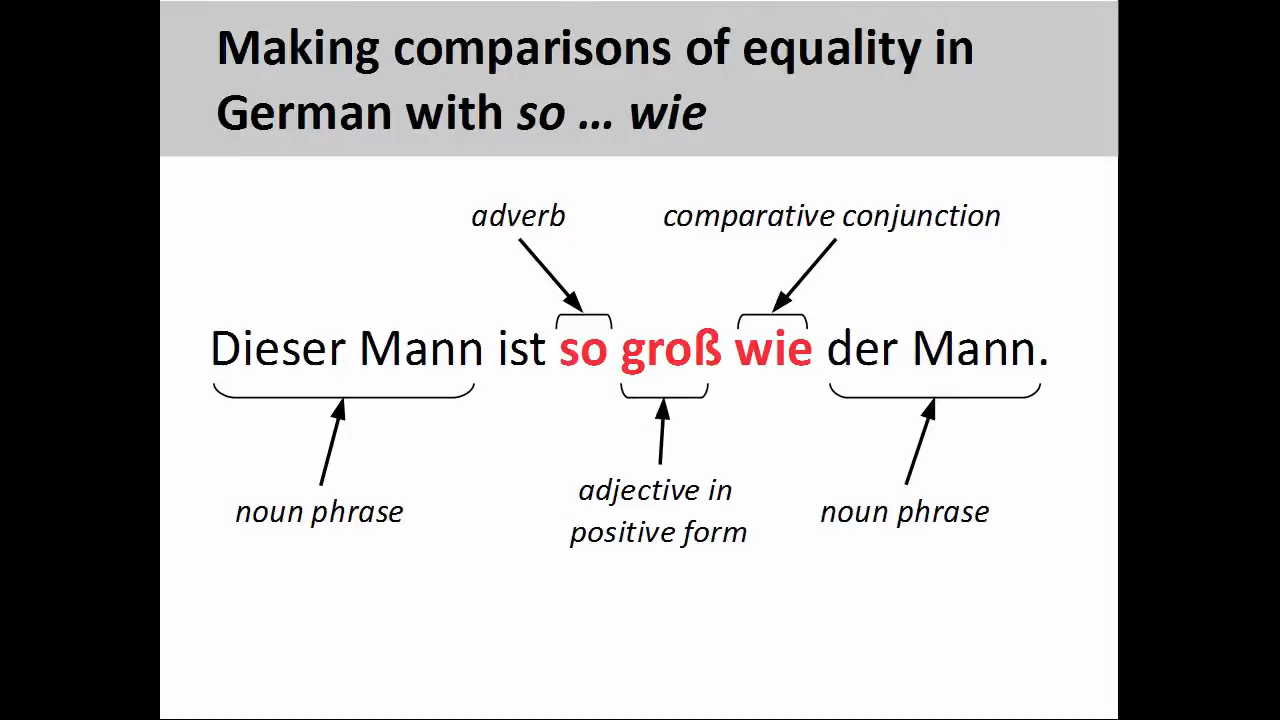 Making comparisons of equality in
German with so … wie
adverb
comparative conjunction
Dieser Mann ist so groß wie der Mann.
noun phrase
adjective in
positive form
noun phrase